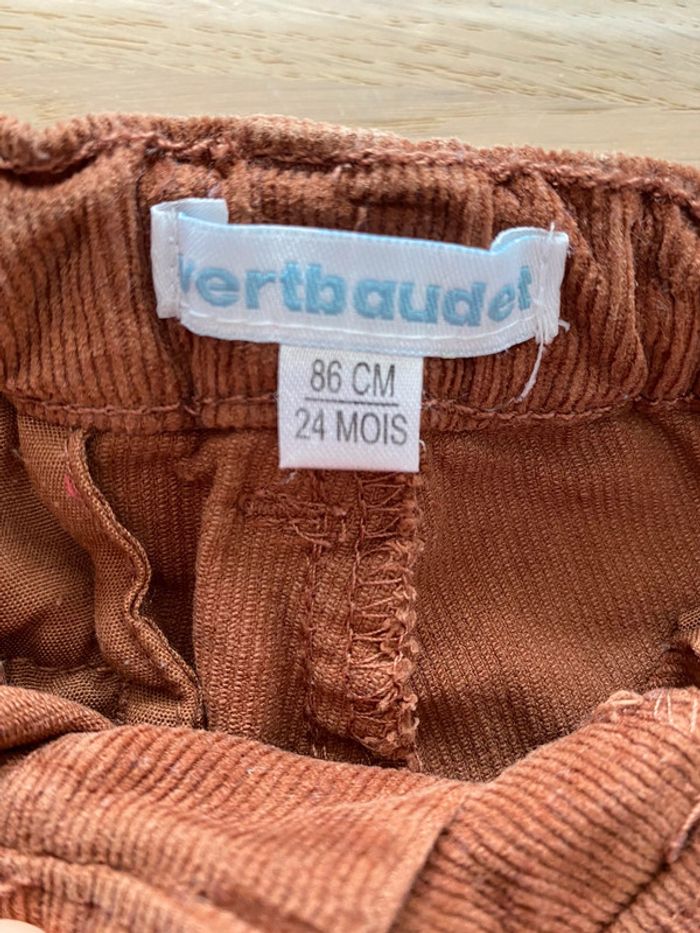 vertbaudet
86 CM
24 MOIS